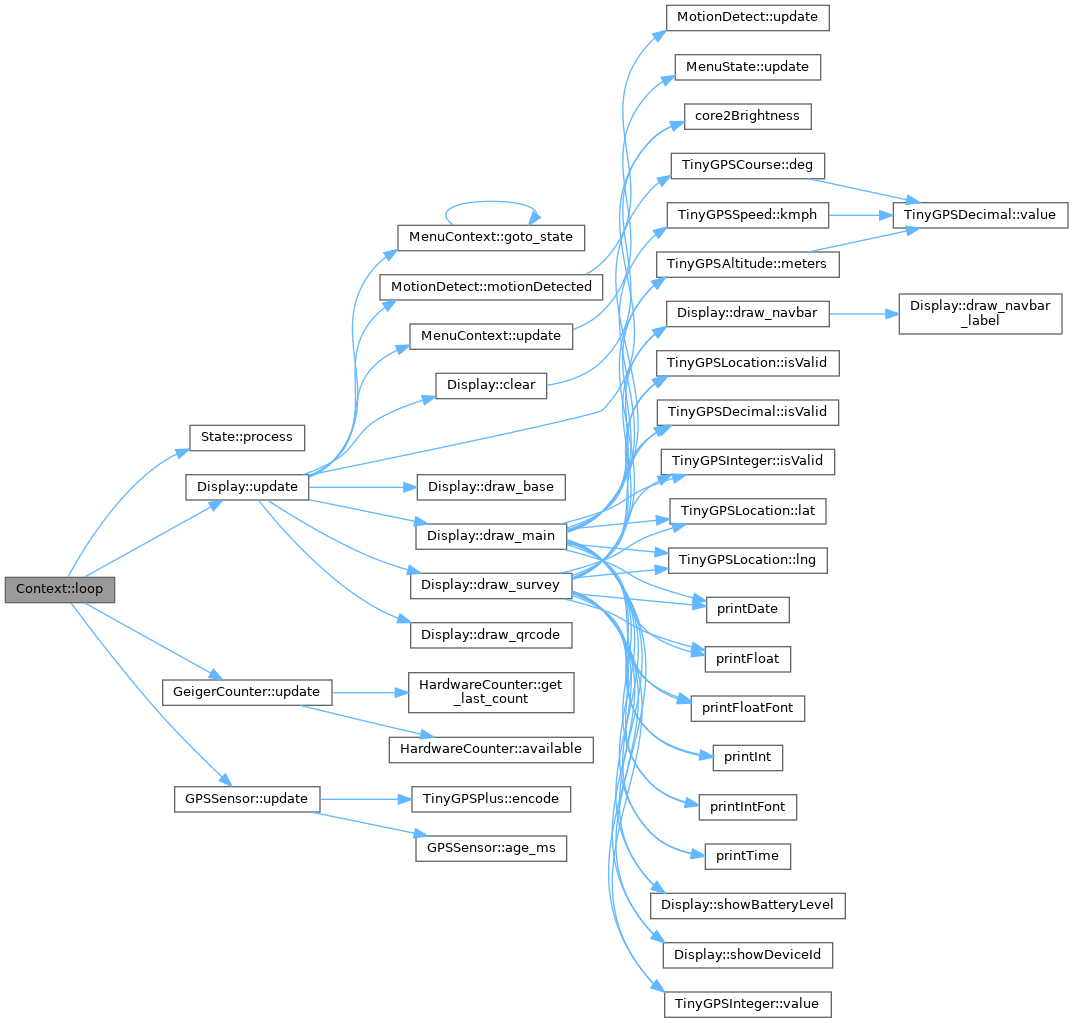 MotionDetect::update
MenuState::update
core2Brightness
TinyGPSCourse::deg
TinyGPSSpeed::kmph
TinyGPSDecimal::value
MenuContext::goto_state
TinyGPSAltitude::meters
MotionDetect::motionDetected
Display::draw_navbar
Display::draw_navbar
_label
MenuContext::update
TinyGPSLocation::isValid
Display::clear
TinyGPSDecimal::isValid
State::process
TinyGPSInteger::isValid
Display::update
Display::draw_base
TinyGPSLocation::lat
Display::draw_main
TinyGPSLocation::lng
Context::loop
Display::draw_survey
printDate
Display::draw_qrcode
printFloat
GeigerCounter::update
HardwareCounter::get
_last_count
printFloatFont
HardwareCounter::available
printInt
GPSSensor::update
TinyGPSPlus::encode
printIntFont
GPSSensor::age_ms
printTime
Display::showBatteryLevel
Display::showDeviceId
TinyGPSInteger::value